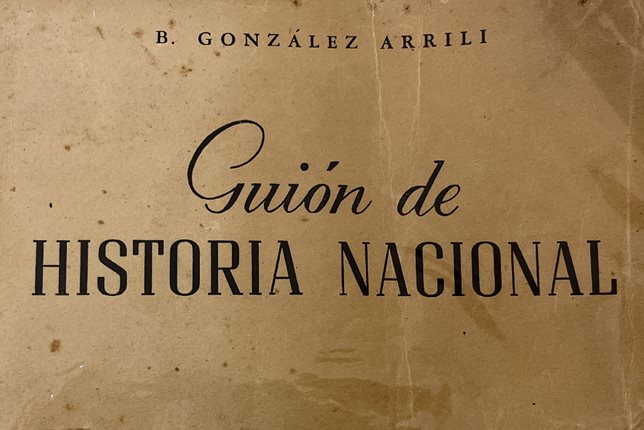 B. GONZÁLEZ ARRILI
Guión de
HISTORIA NACIONAL